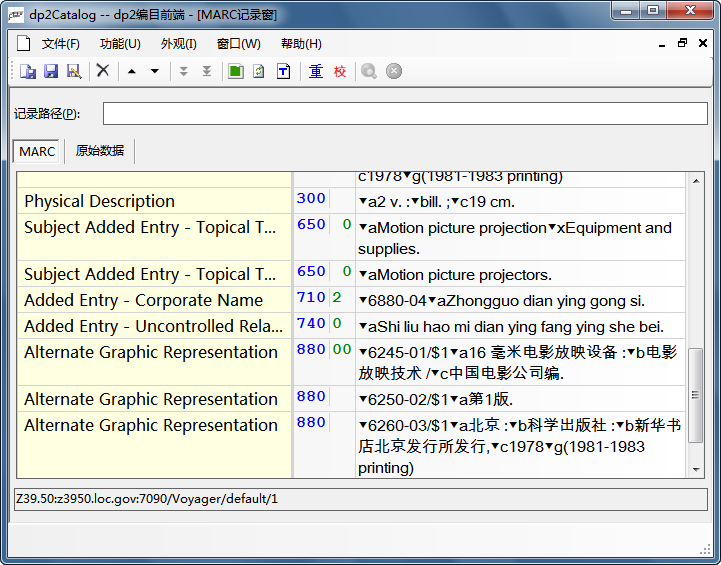 dp2Catalog -- dp2编目前端 - [MARC记录窗]
文件(F) 功能(U) 外观(I) 窗口(W) 帮助(H)
重 校
记录路径(P):
MARC 原始数据
c1978▼g(1981-1983 printing)
Physical Description 300 ▼a2 v. :▼bill. ;▼c19 cm.
Subject Added Entry - Topical T... 650 0 ▼aMotion picture projection▼xEquipment and
supplies.
Subject Added Entry - Topical T... 650 0 ▼aMotion picture projectors.
Added Entry - Corporate Name 710 2 ▼6880-04▼aZhongguo dian ying gong si.
Added Entry - Uncontrolled Rela... 740 0 ▼aShi liu hao mi dian ying fang ying she bei.
Alternate Graphic Representation 880 00 ▼6245-01/$1▼a16 毫米电影放映设备 :▼b电影
放映技术 /▼c中国电影公司编.
Alternate Graphic Representation 880 ▼6250-02/$1▼a第1版.
Alternate Graphic Representation 880 ▼6260-03/$1▼a北京 :▼b科学出版社 :▼b新华书
店北京发行所发行,▼c1978▼g(1981-1983
printing)
Z39.50:z3950.loc.gov:7090/Voyager/default/1